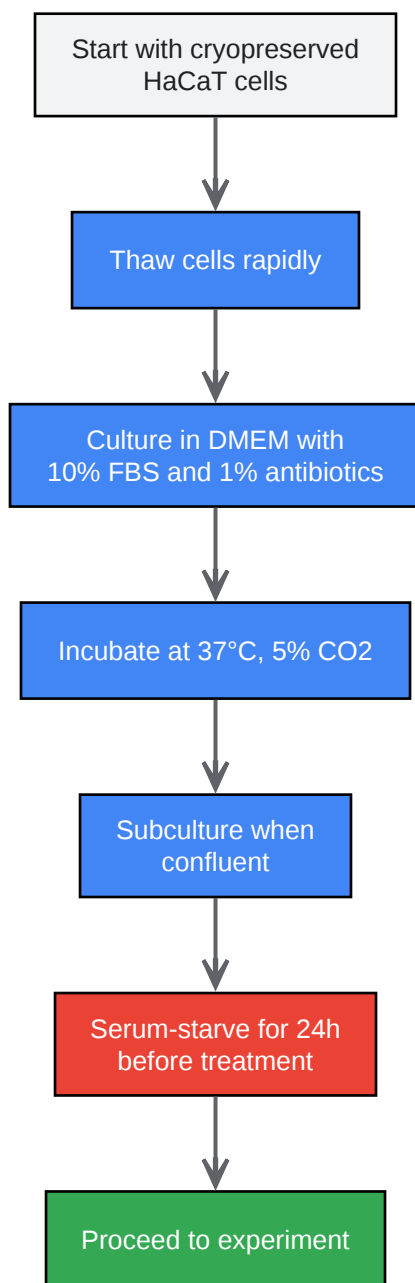 Start with cryopreserved
HaCaT cells
Thaw cells rapidly
Culture in DMEM with
10% FBS and 1% antibiotics
Incubate at 37°C, 5% CO2
Subculture when
confluent
Serum-starve for 24h
before treatment
Proceed to experiment